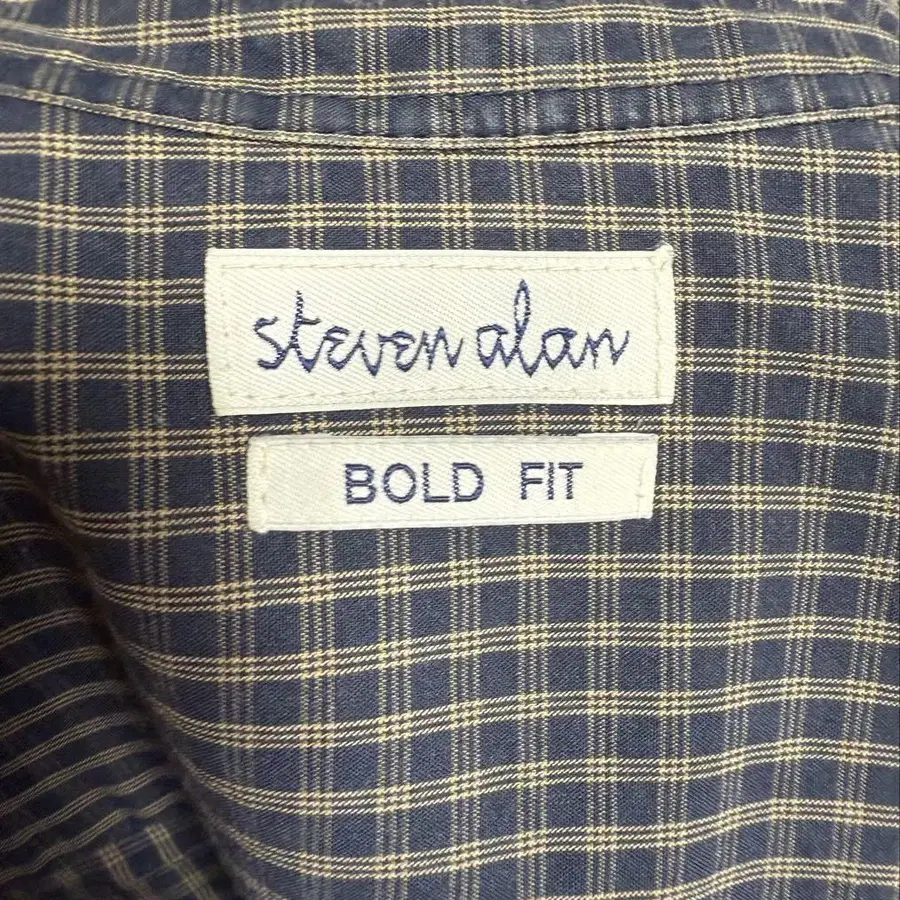 steven alan
BOLD FIT